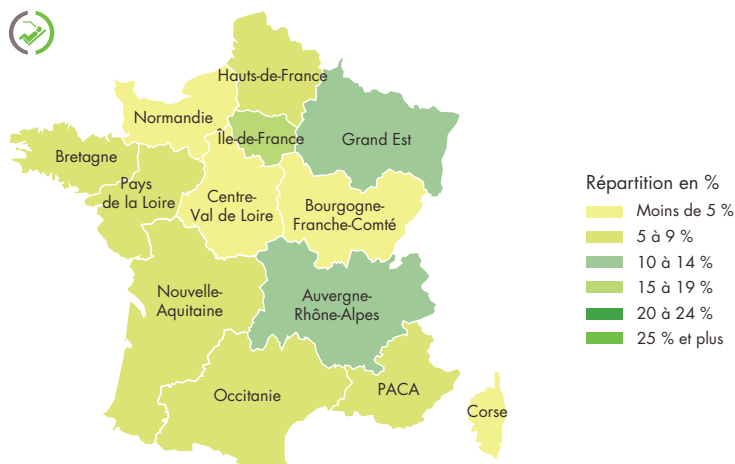 Hauts-de-France
Normandie
Île-de-France
Grand Est
Bretagne
Pays
de la Loire
Centre-
Val de Loire
Bourgogne-
Franche-Comté
Nouvelle-
Aquitaine
Auvergne-
Rhône-Alpes
Occitanie
PACA
Corse
Répartition en %
Moins de 5 %
5 à 9 %
10 à 14 %
15 à 19 %
20 à 24 %
25 % et plus